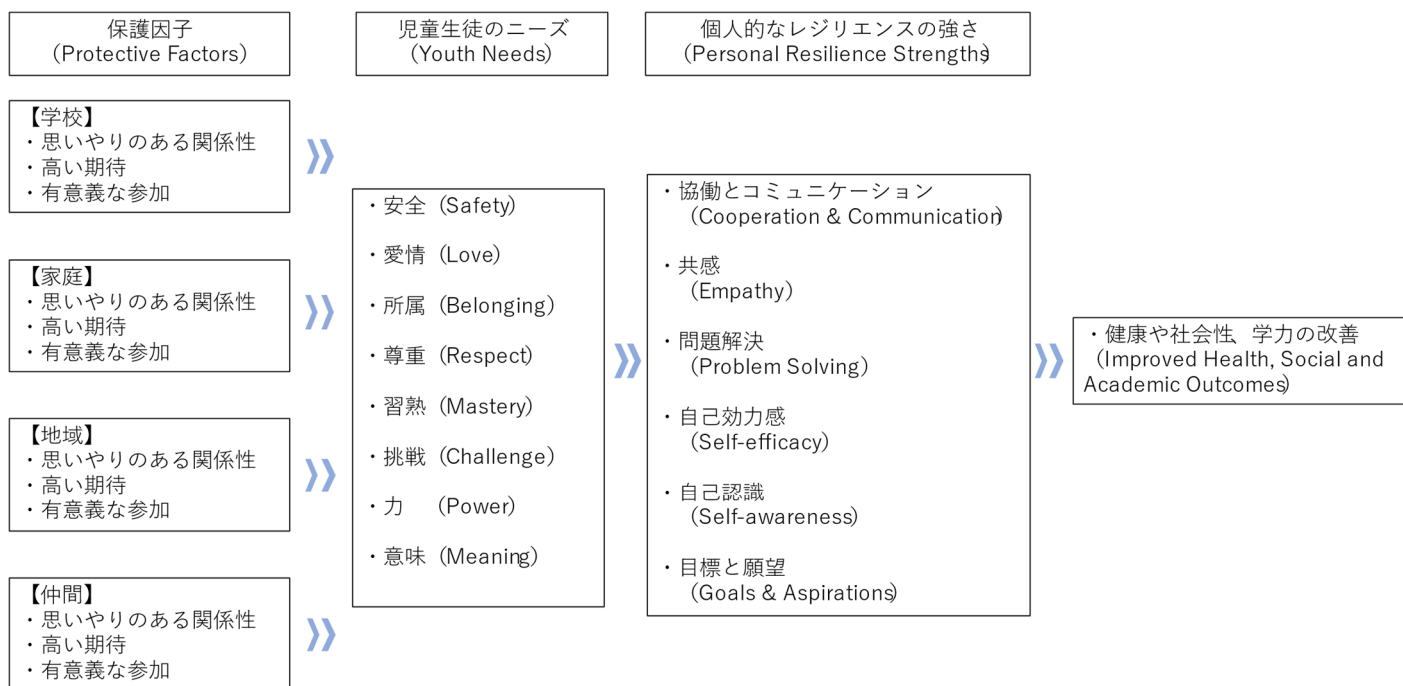 保護因子
（Protective Factors）
児童生徒のニーズ
（Youth Needs）
個人的なレジリエンスの強さ
（Personal Resilience Strengths）
【学校】
・思いやりのある関係性
・高い期待
・有意義な参加
【家庭】
・思いやりのある関係性
・高い期待
・有意義な参加
【地域】
・思いやりのある関係性
・高い期待
・有意義な参加
【仲間】
・思いやりのある関係性
・高い期待
・有意義な参加
・安全（Safety）
・愛情（Love）
・所属（Belonging）
・尊重（Respect）
・習熟（Mastery）
・挑戦（Challenge）
・力　（Power）
・意味（Meaning）
・協働とコミュニケーション
（Cooperation & Communication）
・共感
（Empathy）
・問題解決
（Problem Solving）
・自己効力感
（Self-efficacy）
・自己認識
（Self-awareness）
・目標と願望
（Goals & Aspirations）
・健康や社会性、学力の改善
（Improved Health, Social and
Academic Outcomes）